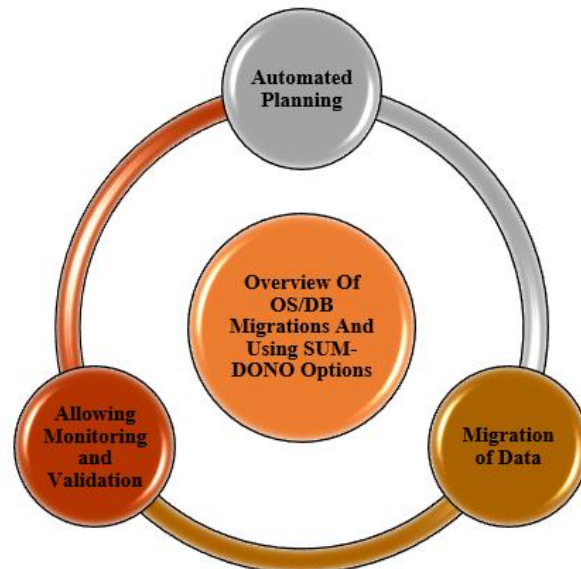 Automated
Planning
Overview Of
OS/DB
Migrations And
Using SUM-
DONO Options
Allowing
Monitoring
and
Validation
Migration
of Data